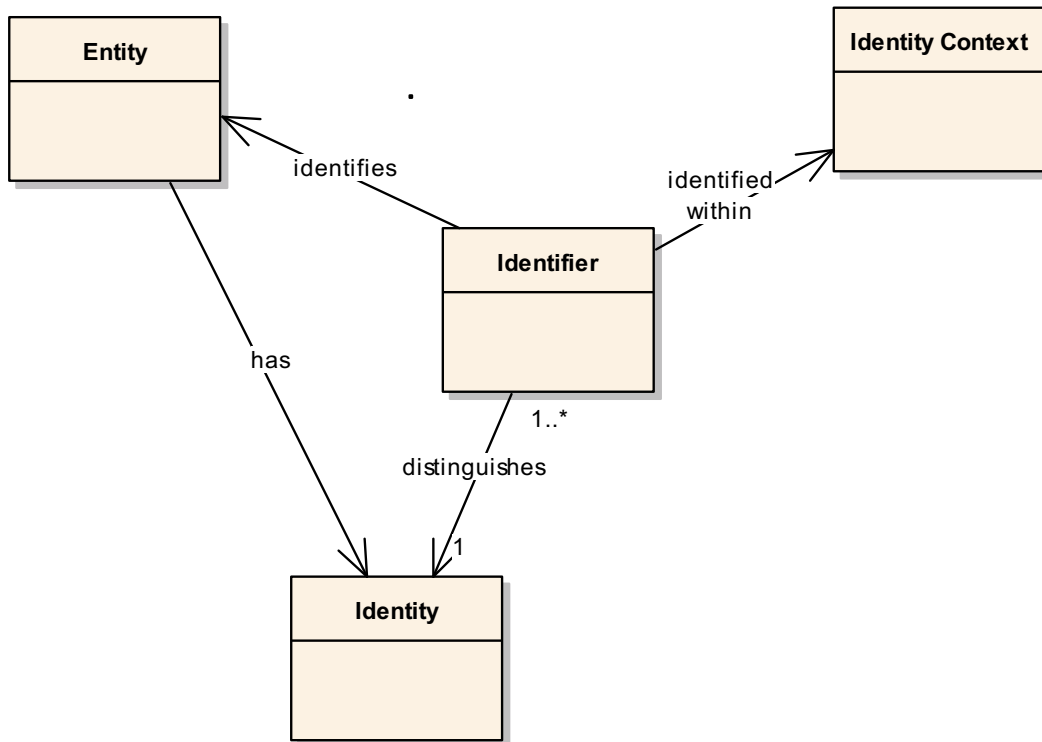 Entity
Identity Context
.
identifies
identified
within
Identifier
has
1..*
distinguishes
1
Identity